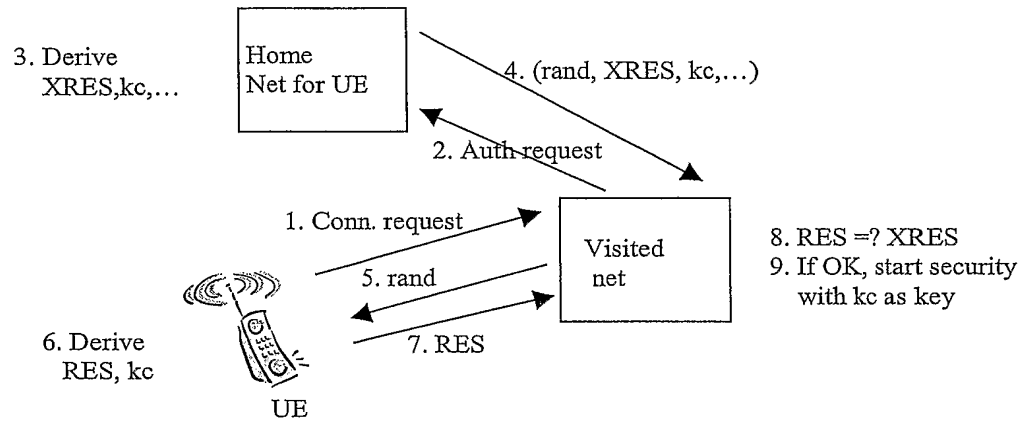 3. Derive
XRES,kc,...
Home
Net for UE
4. (rand, XRES, kc,...)
2. Auth request
1. Conn. request
Visited
net
8. RES =? XRES
9. If OK, start security
with kc as key
5. rand
6. Derive
RES, kc
7. RES
UE